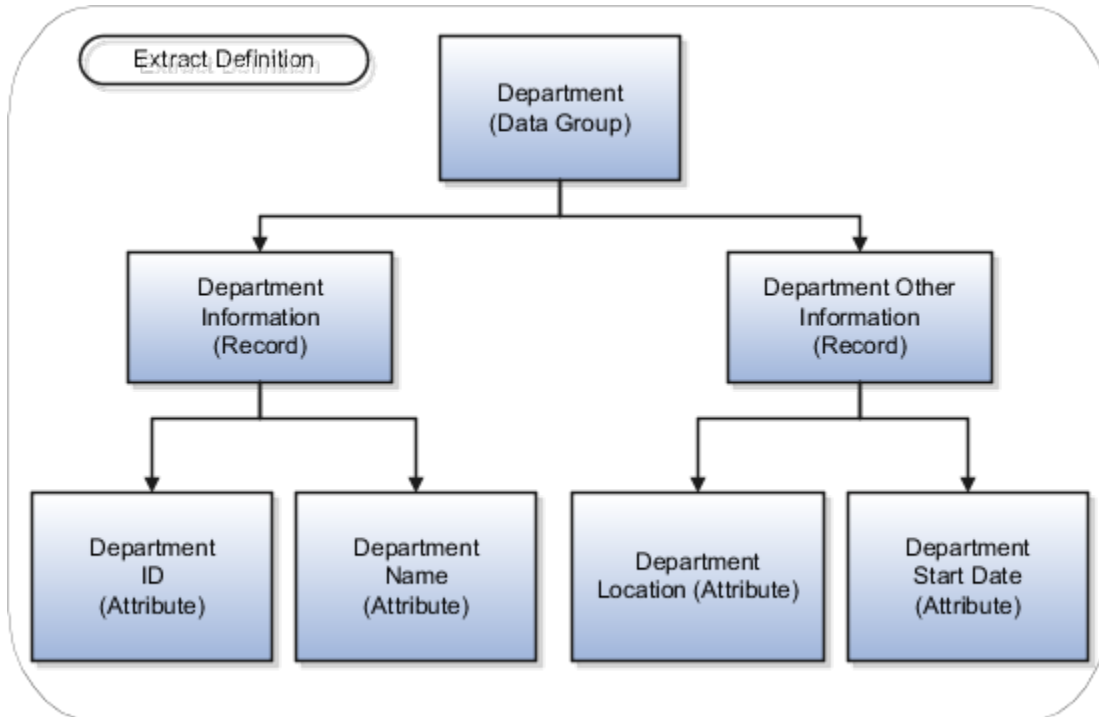 Extract Definition
Department
(Data Group)
Department
Information
(Record)
Department Other
Information
(Record)
Department
ID
(Attribute)
Department
Name
(Attribute)
Department
Location (Attribute)
Department
Start Date
(Attribute)